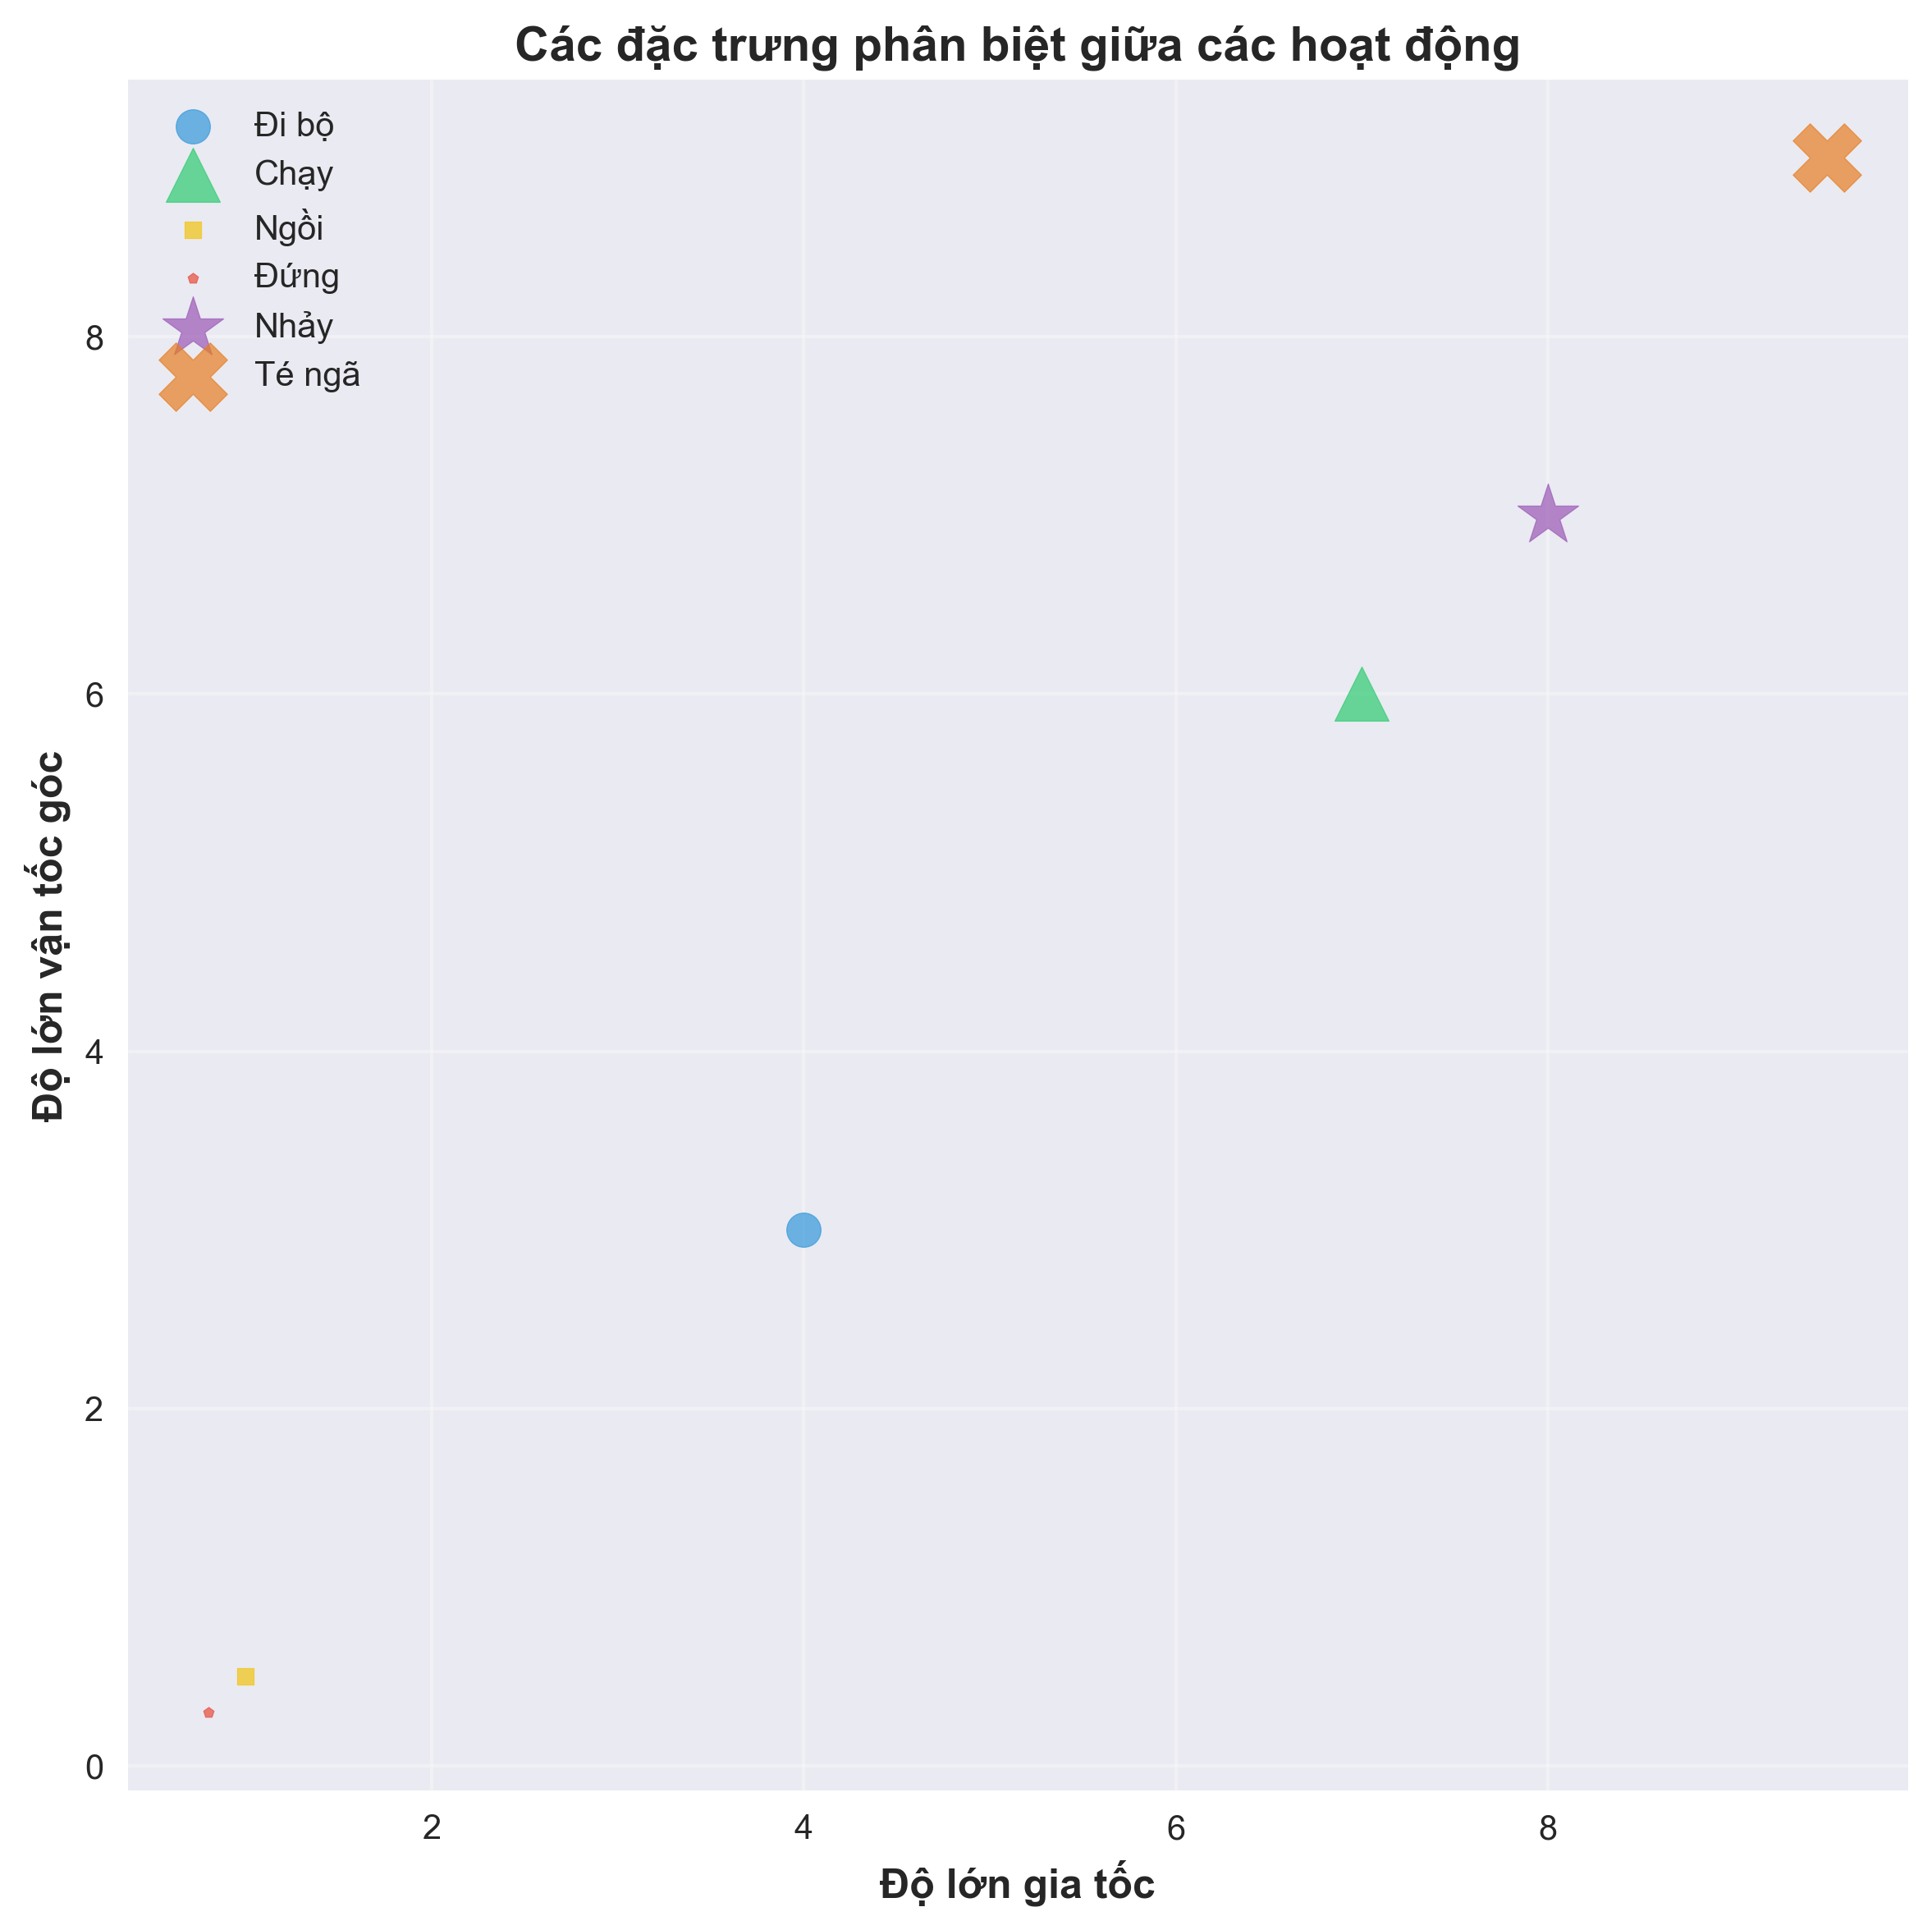 Các đặc trưng phân biệt giữa các hoạt động
Đi bộ
Chạy
Ngồi
Đứng
Nhảy
Té ngã
Độ lớn vận tốc góc
8
6
4
2
0
2
4
6
8
Độ lớn gia tốc